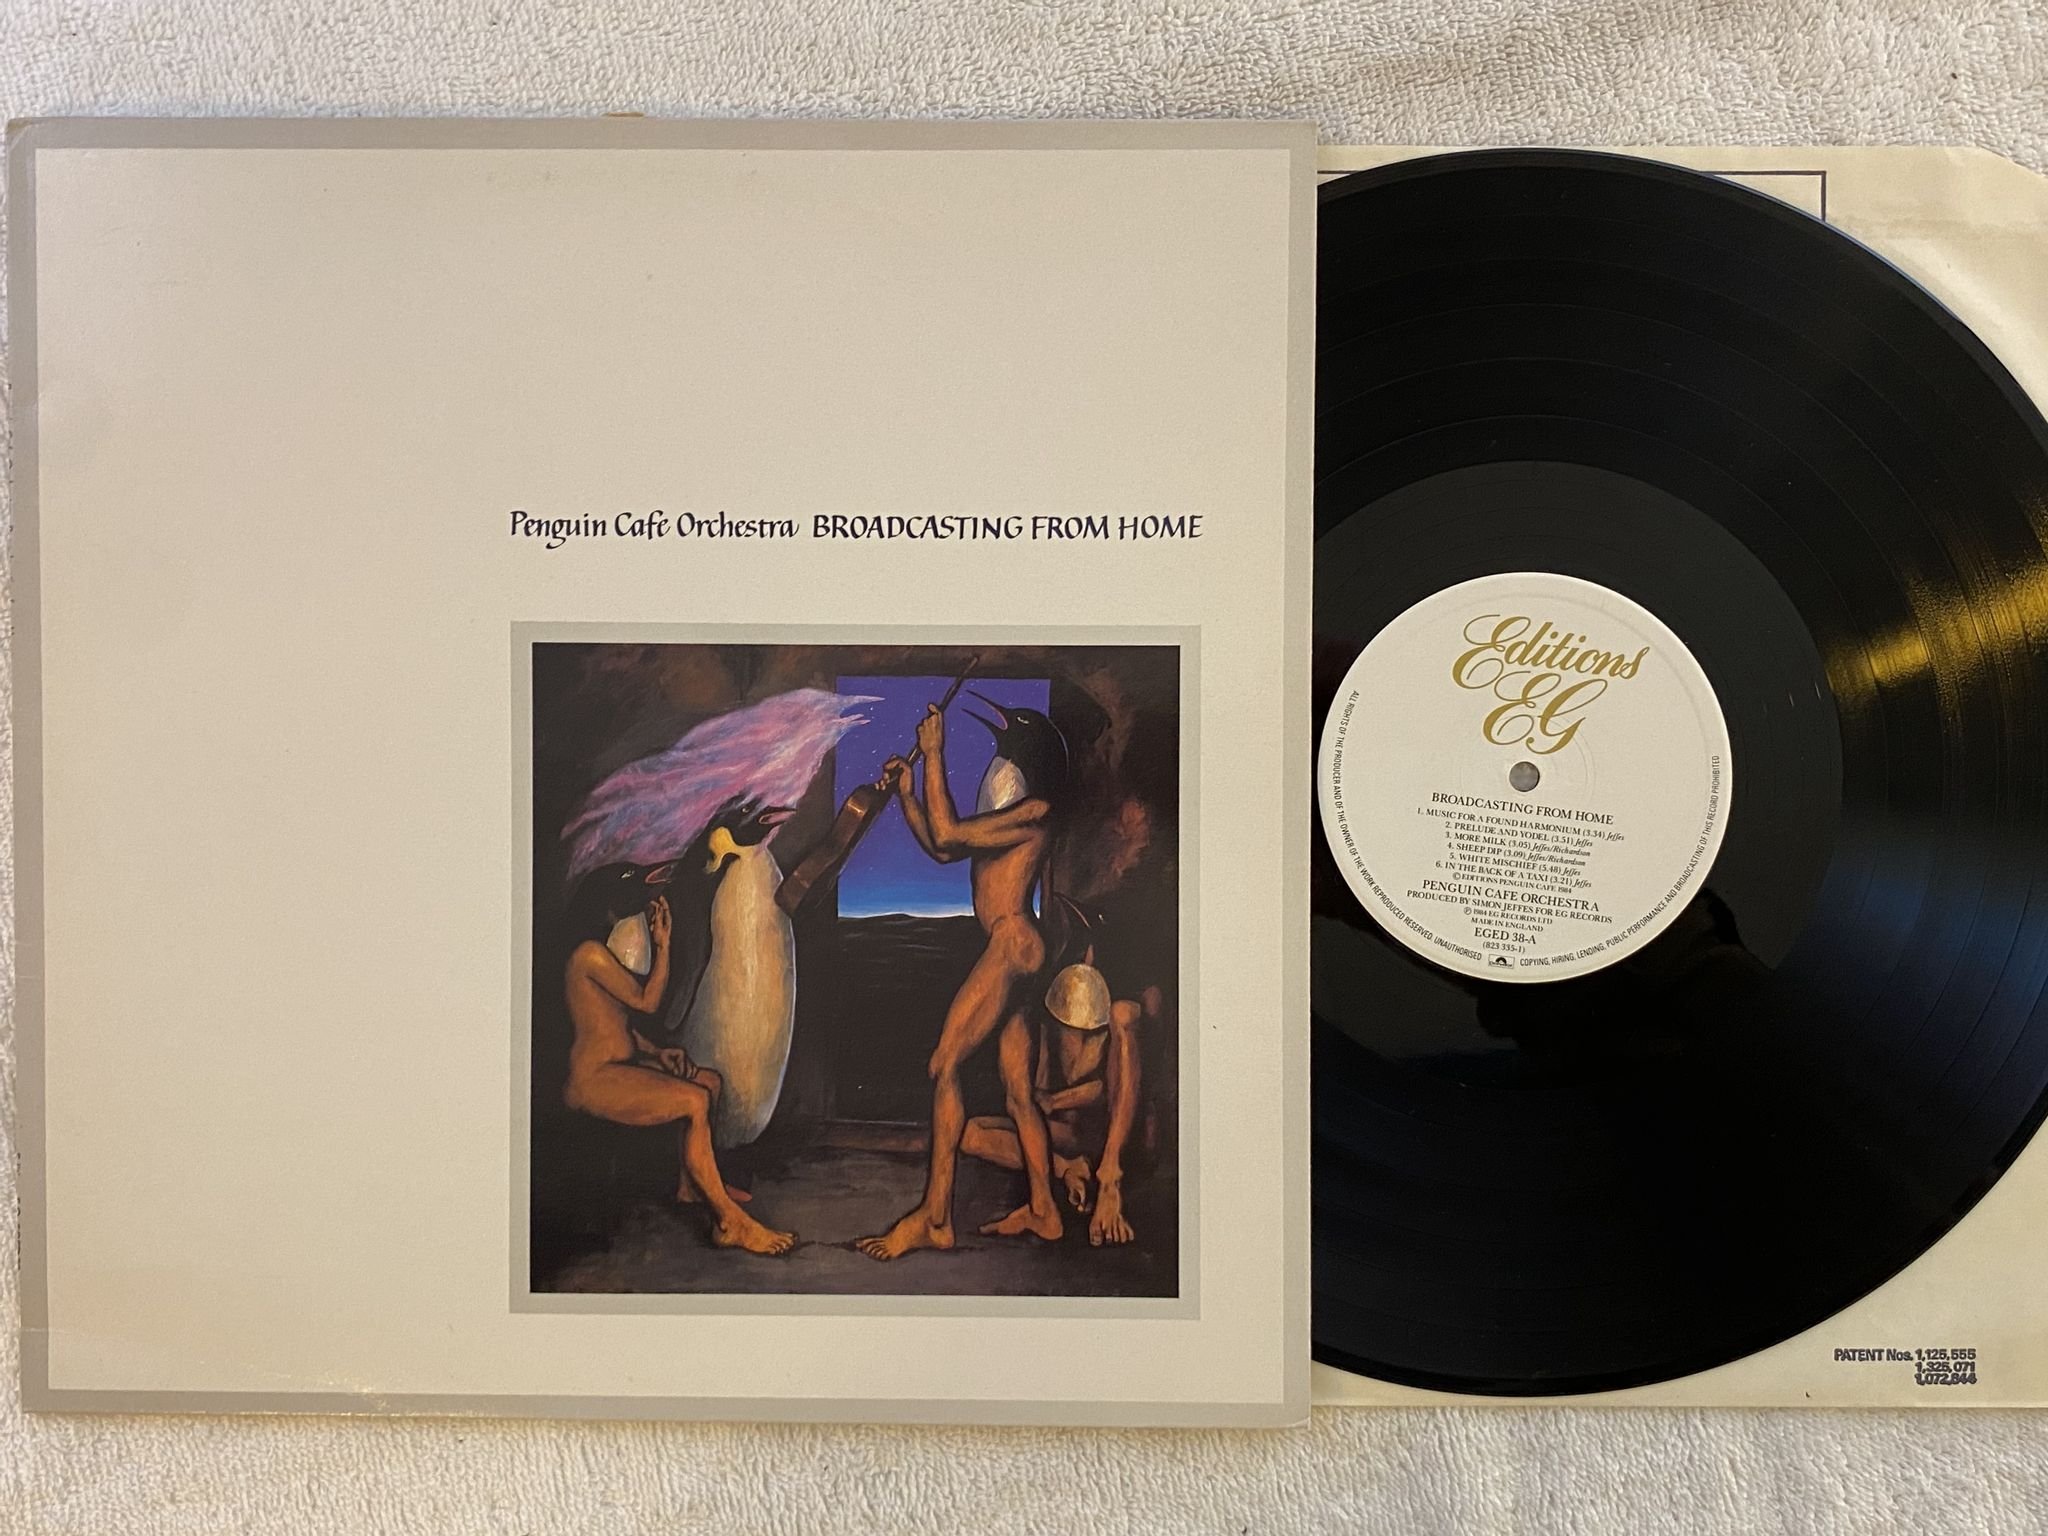 Penguin Cafe Orchestra BROADCASTING FROM HOME
Editions
EG
BROADCASTING FROM HOME
1. MUSIC FOR A FOUND HARMONIUM (3.34) Jeffes
2. PRELUDE AND YODEL (3.51) Jeffes
3. MORE MILK (3.05) Jeffes/Richardson
4. SHEEP DIP (3.09) Jeffes/Richardson
5. WHITE MISCHIEF (5.48) Jeffes
6. IN THE BACK OF A TAXI (3.21) Jeffes
© EDITIONS PENGUIN CAFE 1984
PENGUIN CAFE ORCHESTRA
PRODUCED BY SIMON JEFFES FOR EG RECORDS
℗ 1984 EG RECORDS LTD
MADE IN ENGLAND
EGED 38-A
(823 335-1)
ALL RIGHTS OF THE PRODUCER AND OF THE OWNER OF THE WORK REPRODUCED RESERVED. UNAUTHORISED COPYING, HIRING, LENDING, PUBLIC PERFORMANCE AND BROADCASTING OF THIS RECORD PROHIBITED
PATENT Nos. 1,125,555
1,325,071
1,072,844